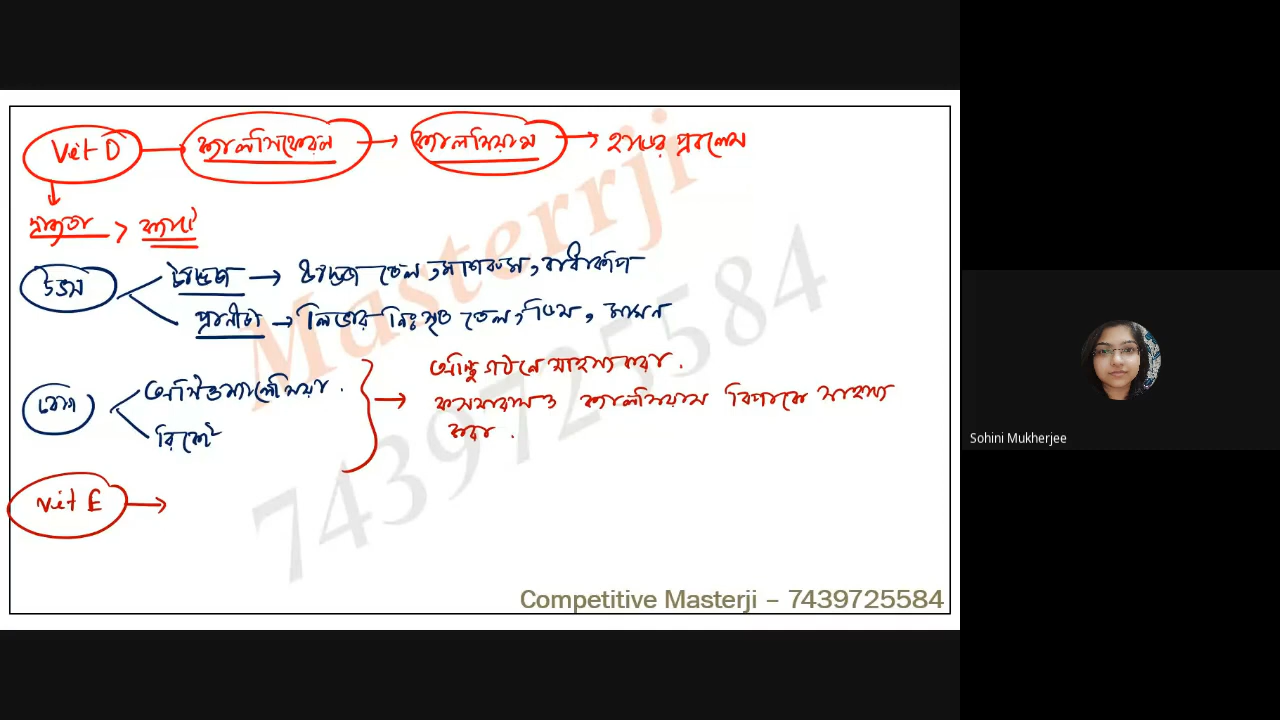 Vit D → ক্যালসিফেরল → ক্যালসিয়াম → হাড়ের প্রবলেম
> 
উৎস
উদ্ভিজ্জ → উদ্ভিজ্জ তেল, মাশরুম, বাঁধাকপি
প্রাণীজ → লিভার নিঃসৃত তেল, ডিম, মাখন
রোগ
অস্টিওম্যালেশিয়া.
রিকেট
অস্থি গঠনে সাহায্য করা.
ফসফরাস ও ক্যালসিয়াম বিপাকে সাহায্য
করা.
Vit E →
Masterrji
7439725584
Competitive Masterji – 7439725584
Sohini Mukherjee